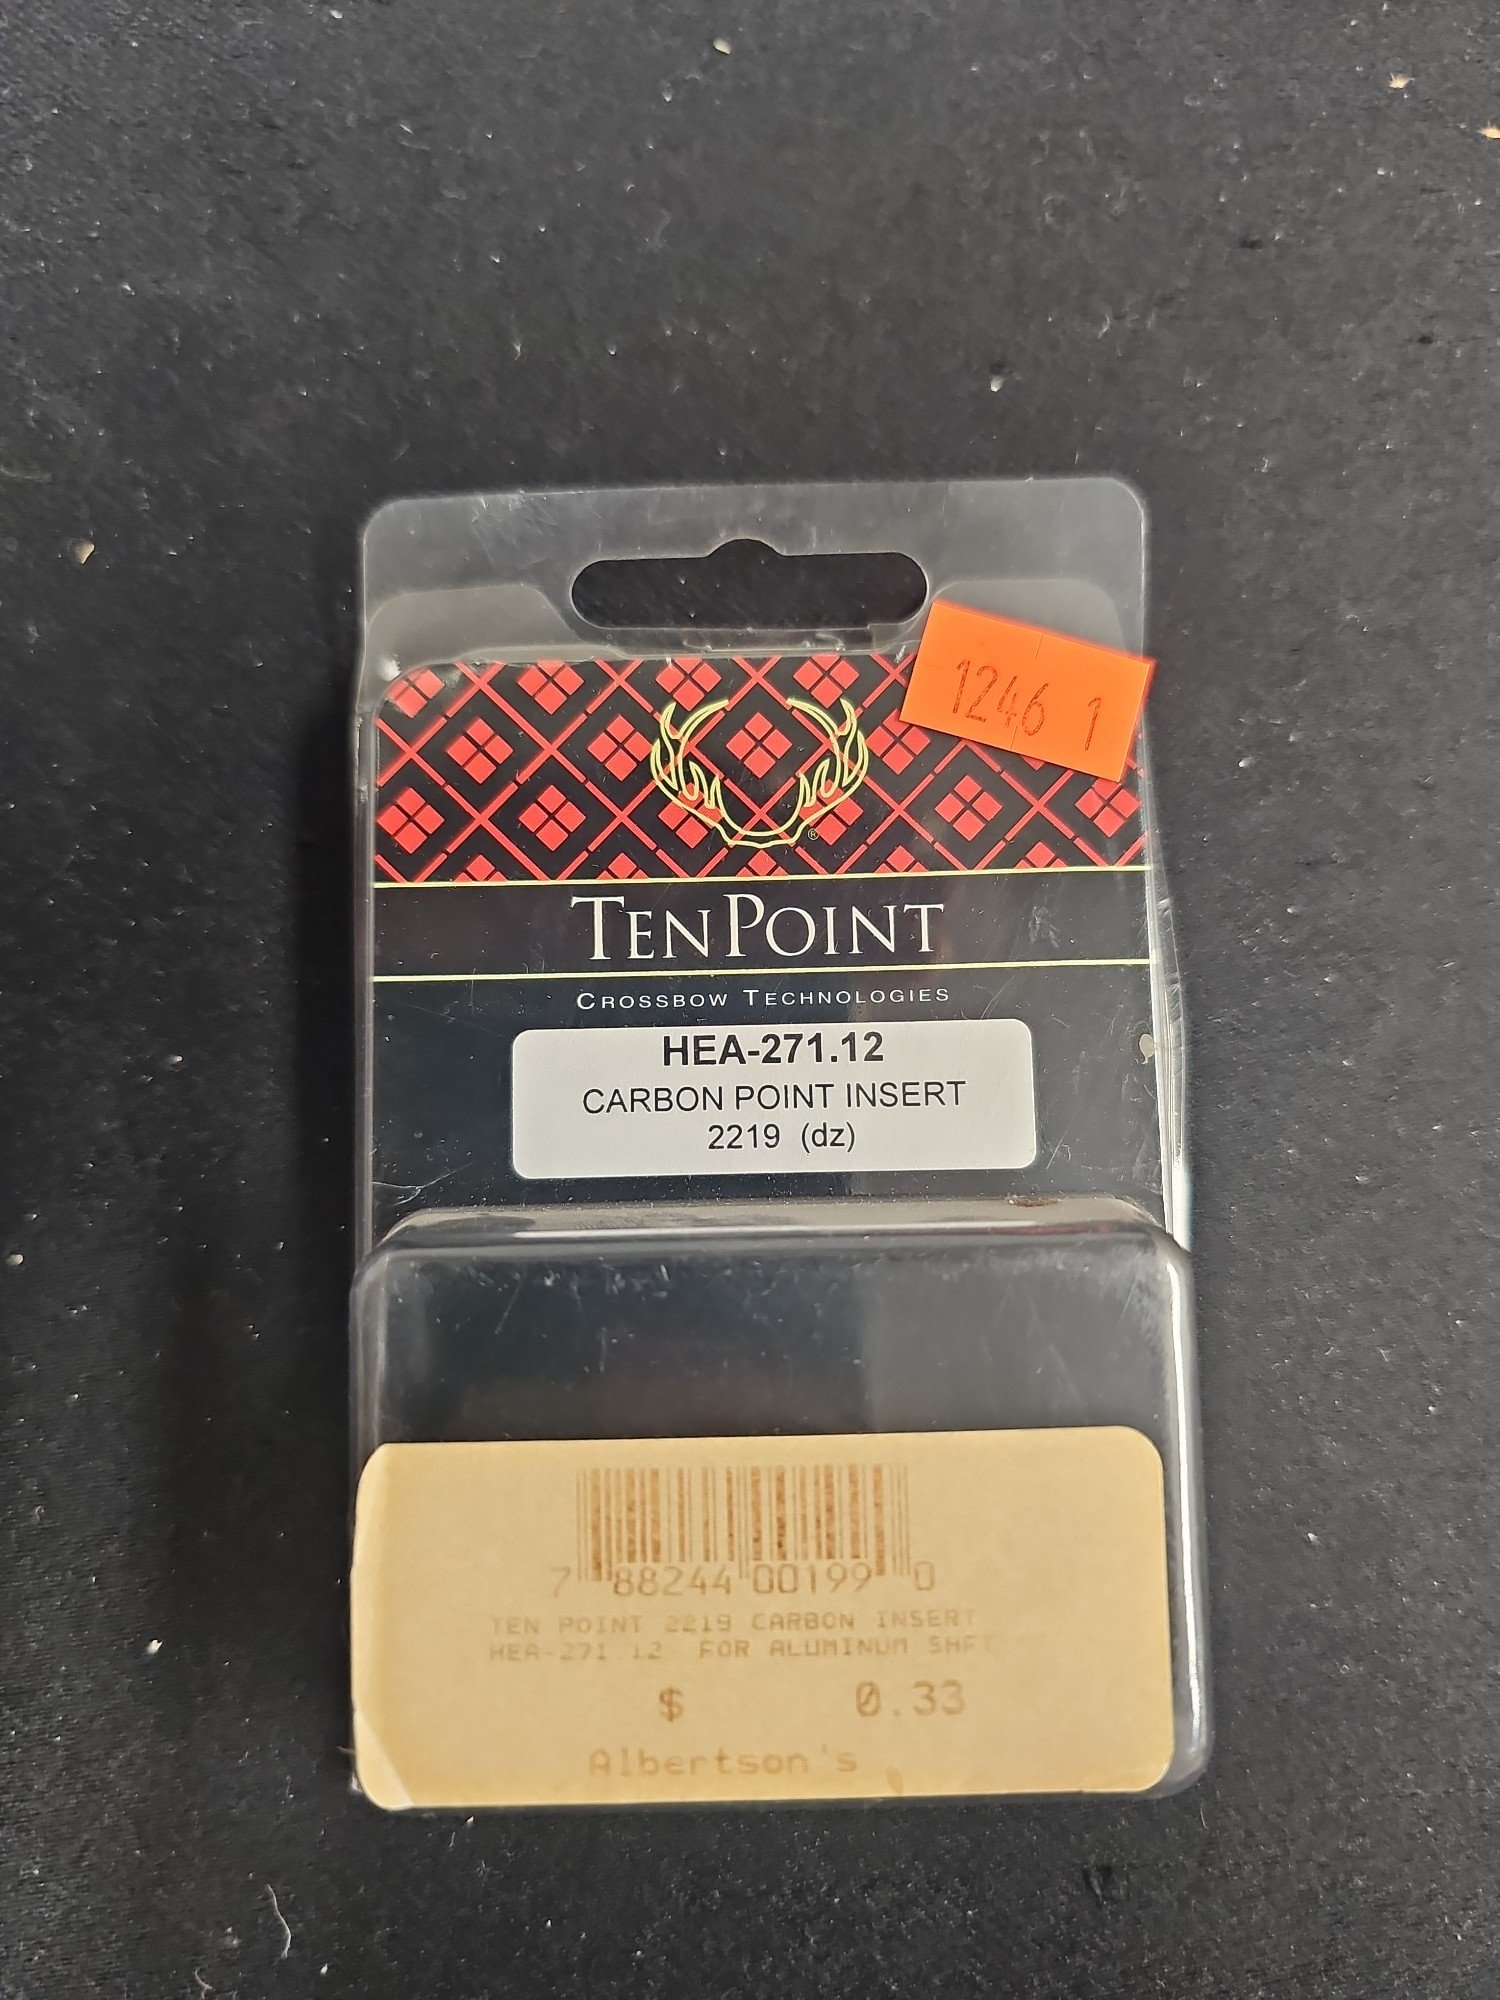 1246 1
®
TENPOINT
CROSSBOW TECHNOLOGIES
HEA-271.12
CARBON POINT INSERT
2219 (dz)
7 88244 00199 0
TEN POINT 2219 CARBON INSERT
HEA-271.12 FOR ALUMINUM SHFT
$ 0.33
Albertson's